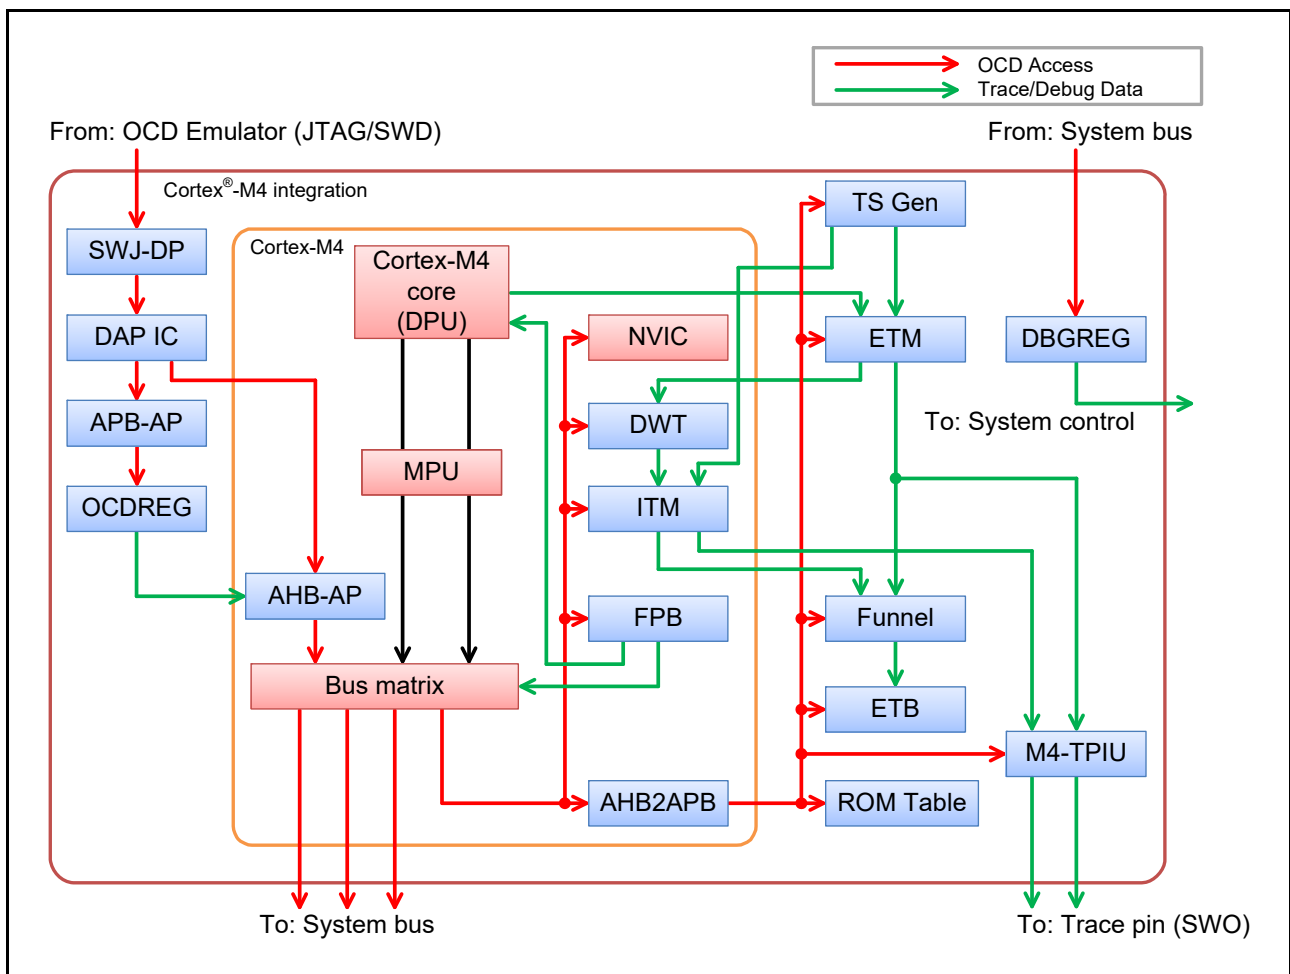 OCD Access
Trace/Debug Data
From: OCD Emulator (JTAG/SWD)
From: System bus
Cortex®-M4 integration
TS Gen
SWJ-DP
Cortex-M4
Cortex-M4
core
(DPU)
DAP IC
NVIC
ETM
DBGREG
APB-AP
DWT
To: System control
MPU
OCDREG
ITM
AHB-AP
FPB
Funnel
Bus matrix
ETB
M4-TPIU
AHB2APB
ROM Table
To: System bus
To: Trace pin (SWO)